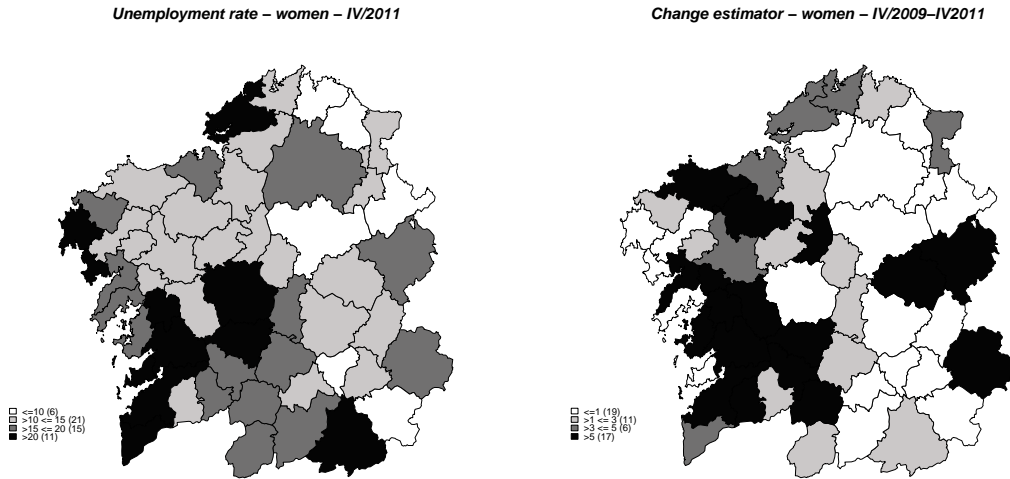 Unemployment rate – women – IV/2011
Change estimator – women – IV/2009–IV2011
<=10 (6)
>10 <= 15 (21)
>15 <= 20 (15)
>20 (11)
<=1 (19)
>1 <= 3 (11)
>3 <= 5 (6)
>5 (17)